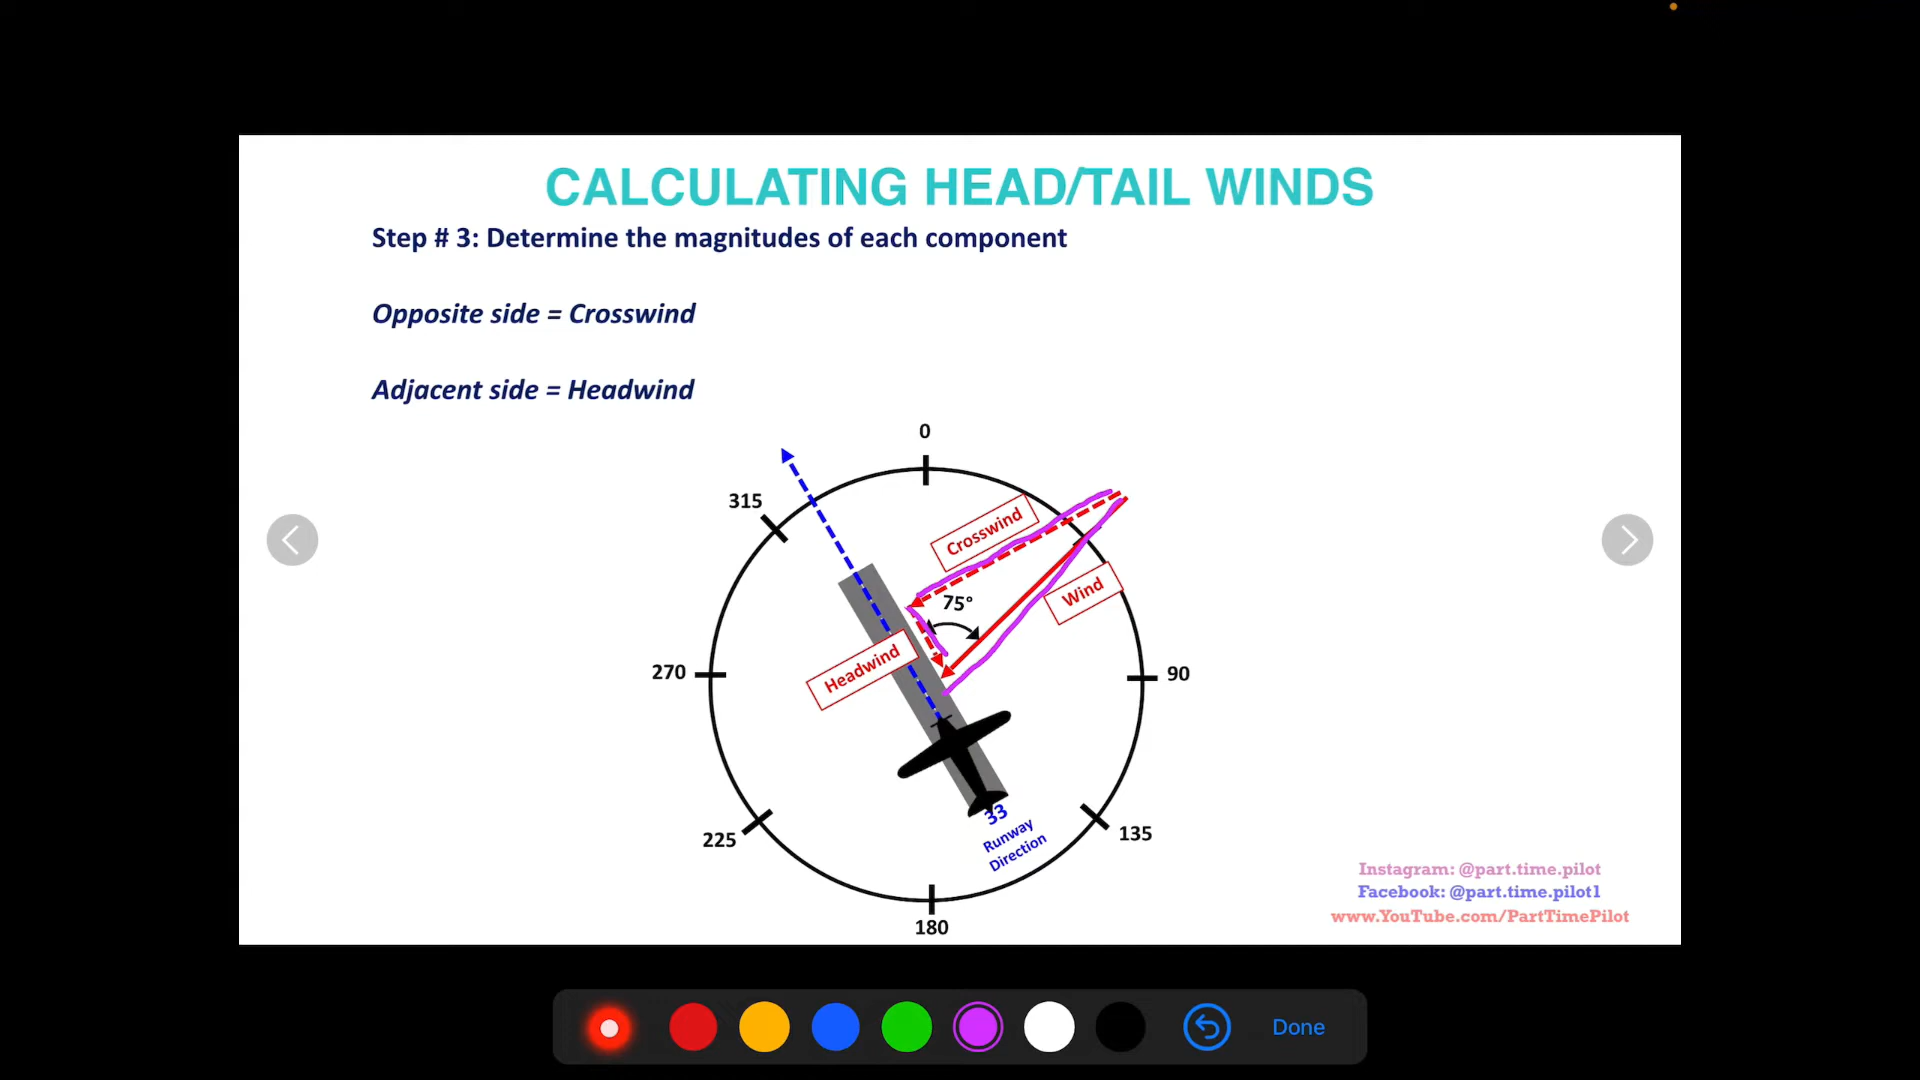 CALCULATING HEAD/TAIL WINDS
Step # 3: Determine the magnitudes of each component
Opposite side = Crosswind
Adjacent side = Headwind
0
315
Crosswind
75°
Wind
Headwind
270
90
33
Runway
Direction
225
135
180
Instagram: @part.time.pilot
Facebook: @part.time.pilot1
www.YouTube.com/PartTimePilot
Done